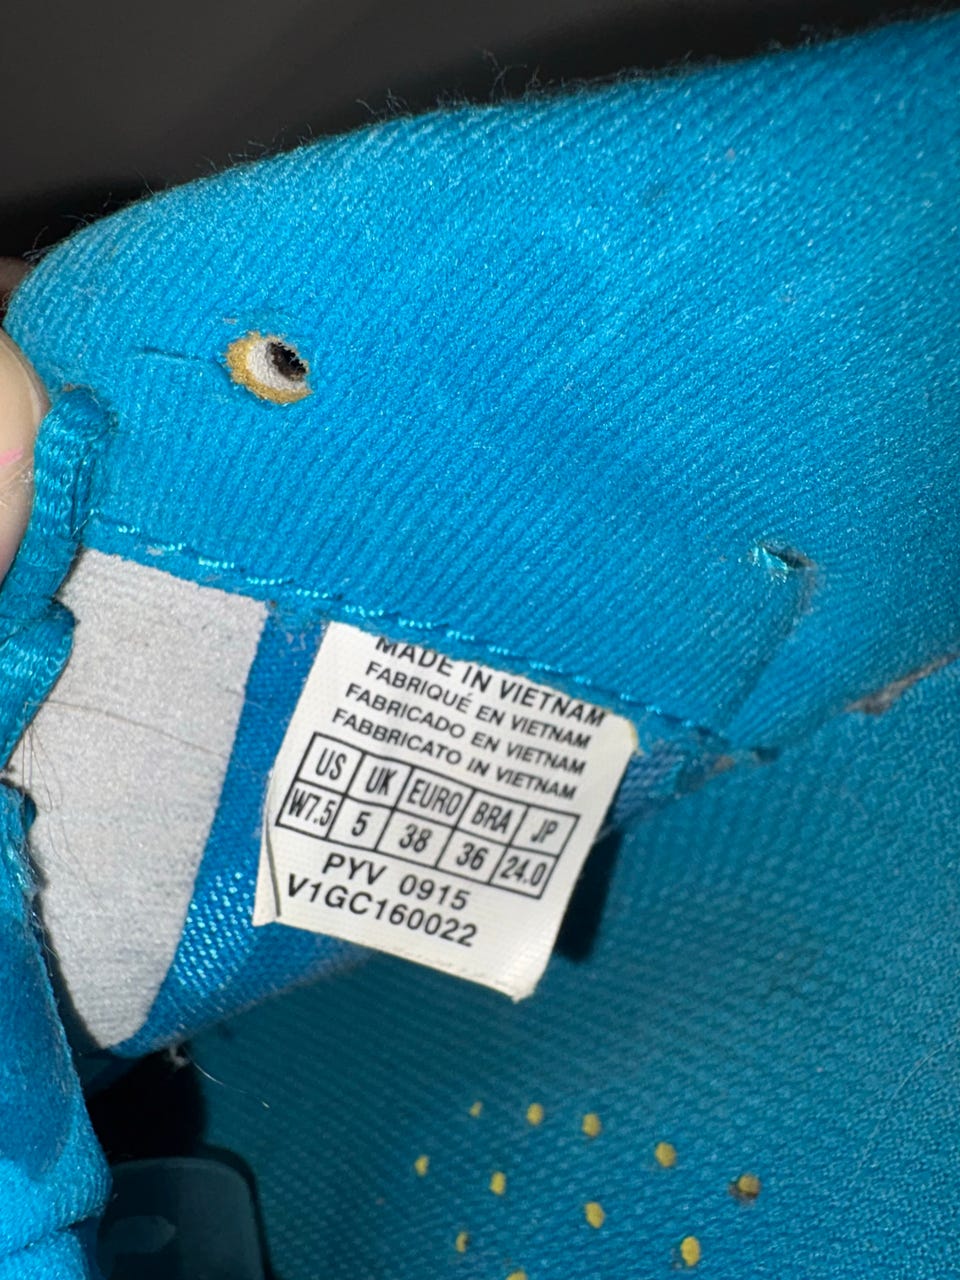 MADE IN VIETNAM
FABRIQUÉ EN VIETNAM
FABRICADO EN VIETNAM
FABBRICATO IN VIETNAM
US UK EURO BRA JP
W7.5 5 38 36 24.0
PYV 0915
V1GC160022